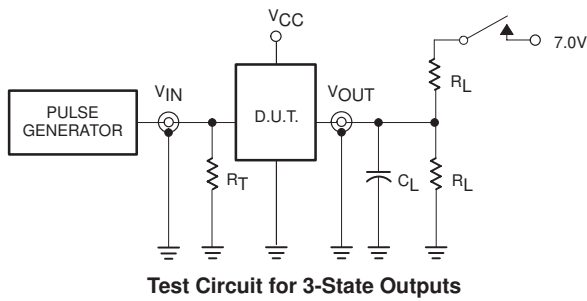 VCC
7.0V
RL
VIN
VOUT
PULSE
GENERATOR
D.U.T.
RT
CL
RL
Test Circuit for 3-State Outputs